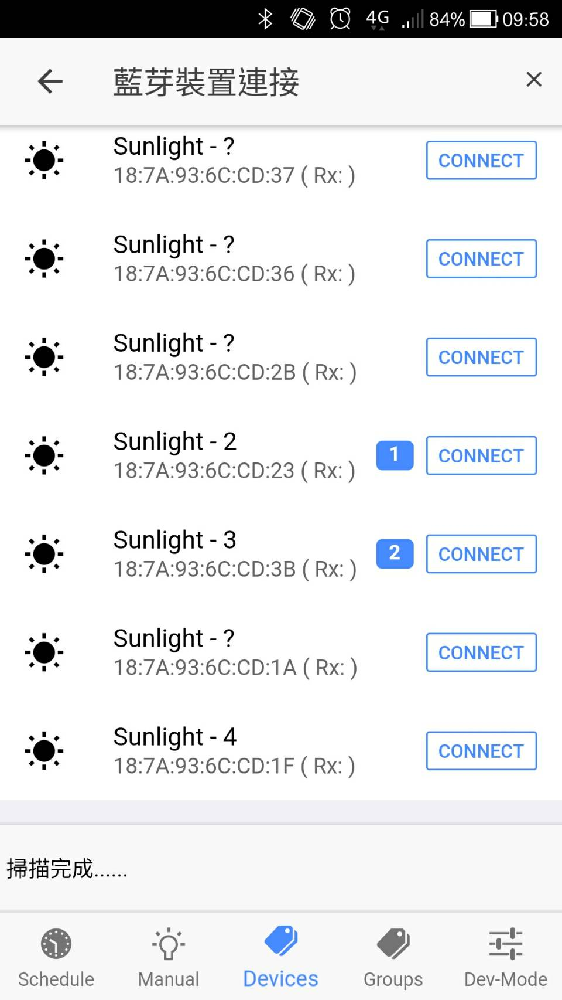 4G 84% 09:58
藍芽裝置連接
Sunlight - ?
18:7A:93:6C:CD:37 ( Rx: )
CONNECT
Sunlight - ?
18:7A:93:6C:CD:36 ( Rx: )
CONNECT
Sunlight - ?
18:7A:93:6C:CD:2B ( Rx: )
CONNECT
Sunlight - 2
18:7A:93:6C:CD:23 ( Rx: )
1
CONNECT
Sunlight - 3
18:7A:93:6C:CD:3B ( Rx: )
2
CONNECT
Sunlight - ?
18:7A:93:6C:CD:1A ( Rx: )
CONNECT
Sunlight - 4
18:7A:93:6C:CD:1F ( Rx: )
CONNECT
掃描完成......
Schedule
Manual
Devices
Groups
Dev-Mode